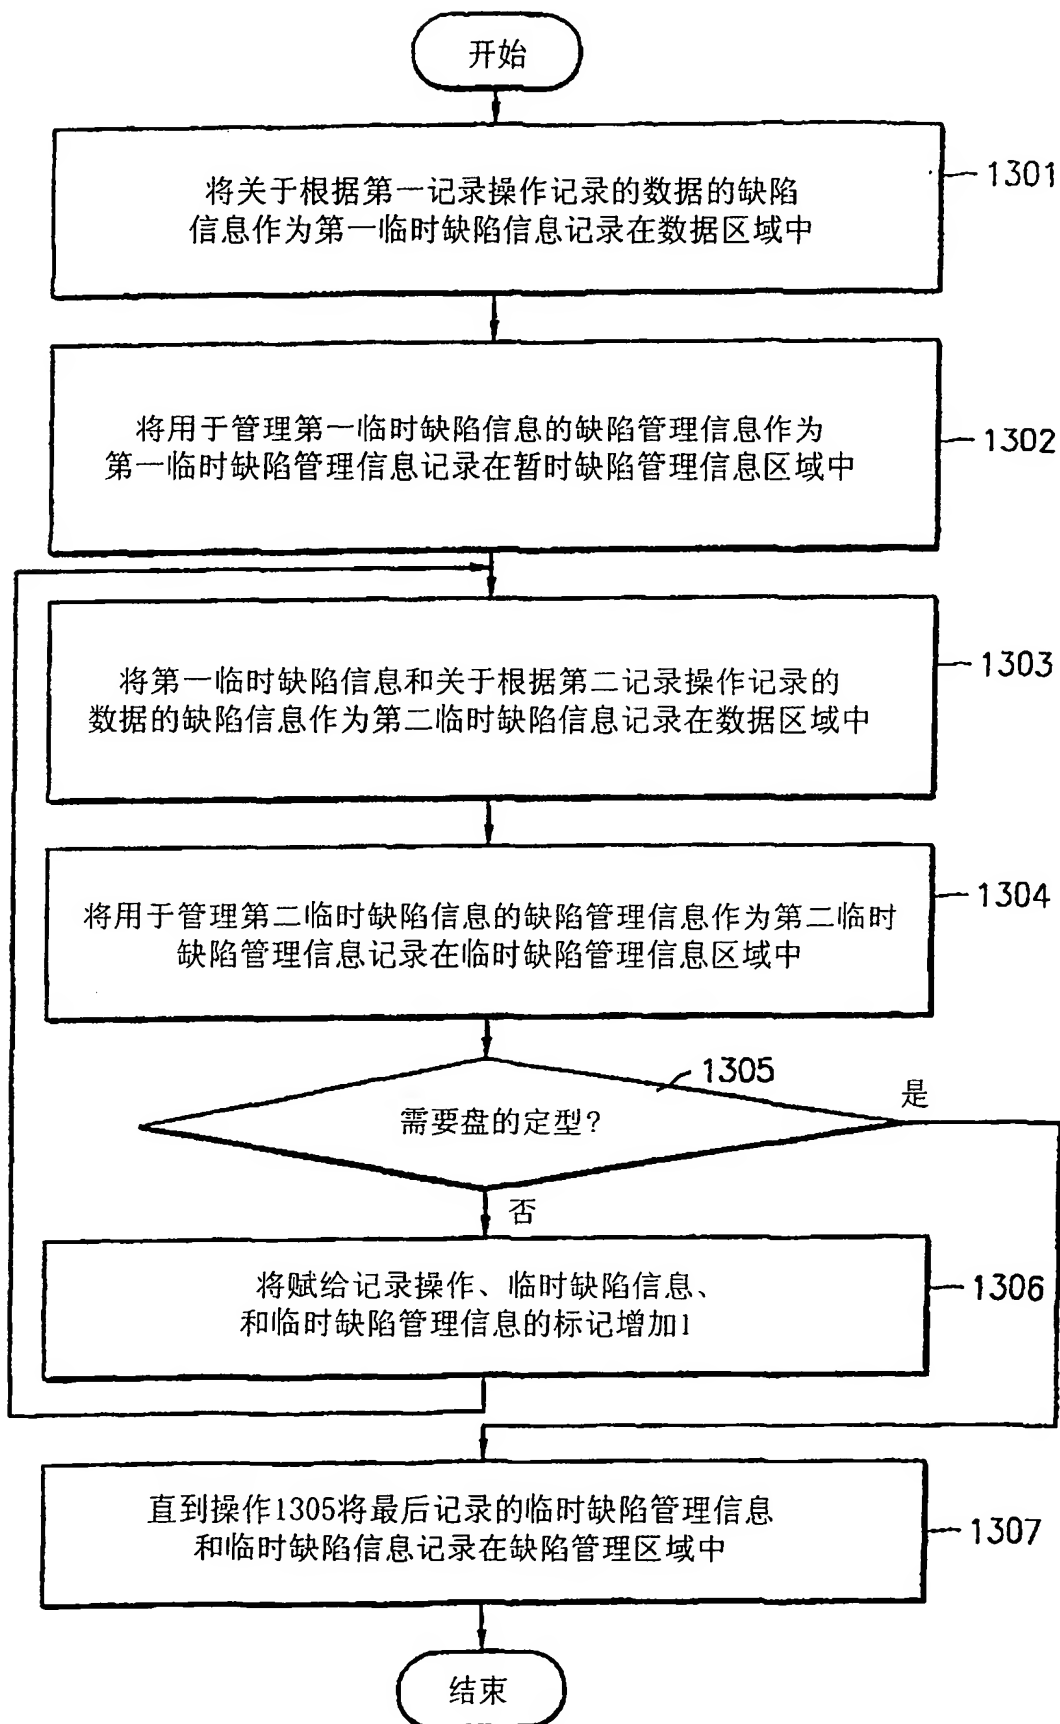 开始
将关于根据第一记录操作记录的数据的缺陷
信息作为第一临时缺陷信息记录在数据区域中
1301
将用于管理第一临时缺陷信息的缺陷管理信息作为
第一临时缺陷管理信息记录在暂时缺陷管理信息区域中
1302
将第一临时缺陷信息和关于根据第二记录操作记录的
数据的缺陷信息作为第二临时缺陷信息记录在数据区域中
1303
将用于管理第二临时缺陷信息的缺陷管理信息作为第二临时
缺陷管理信息记录在临时缺陷管理信息区域中
1304
1305
需要盘的定型?
是
否
将赋给记录操作、临时缺陷信息、
和临时缺陷管理信息的标记增加1
1306
直到操作1305将最后记录的临时缺陷管理信息
和临时缺陷信息记录在缺陷管理区域中
1307
结束